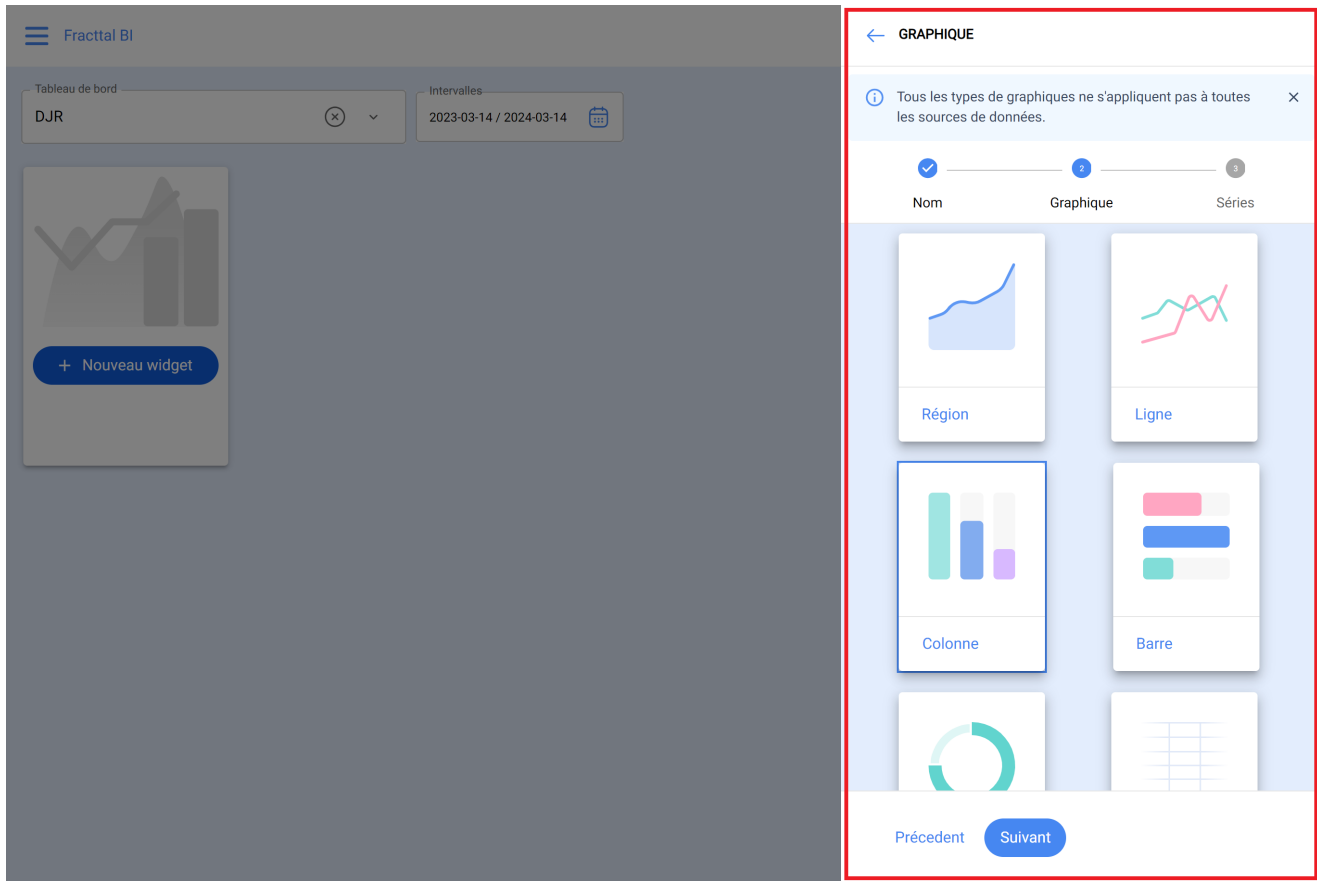 Fracttal BI
Tableau de bord
DJR
Intervalles
2023-03-14 / 2024-03-14
+ Nouveau widget
GRAPHIQUE
Tous les types de graphiques ne s'appliquent pas à toutes
les sources de données.
2
3
Nom
Graphique
Séries
Région
Ligne
Colonne
Barre
Précedent
Suivant